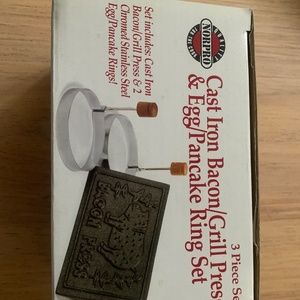 NORPRO
3 Piece Se
Cast Iron Bacon/Grill Press
& Egg/Pancake Ring Set
Set includes: Cast Iron
Bacon/Grill Press & 2
Chromed Stainless Steel
Egg/Pancake Rings!
BACON PRESS